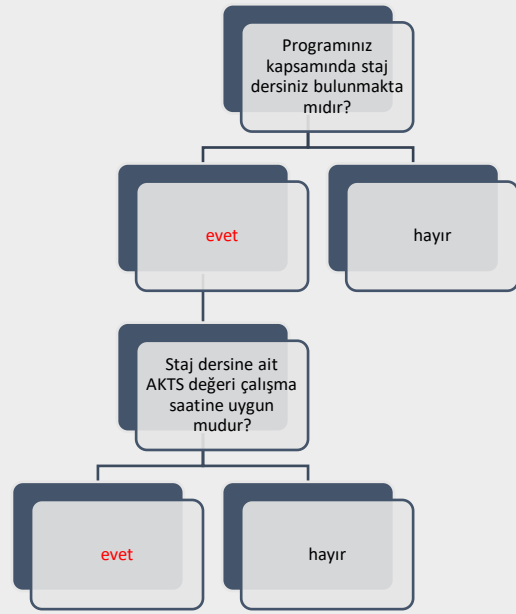 Programınız
kapsamında staj
dersiniz bulunmakta
mıdır?
evet
hayır
Staj dersine ait
AKTS değeri çalışma
saatine uygun
mudur?
evet
hayır